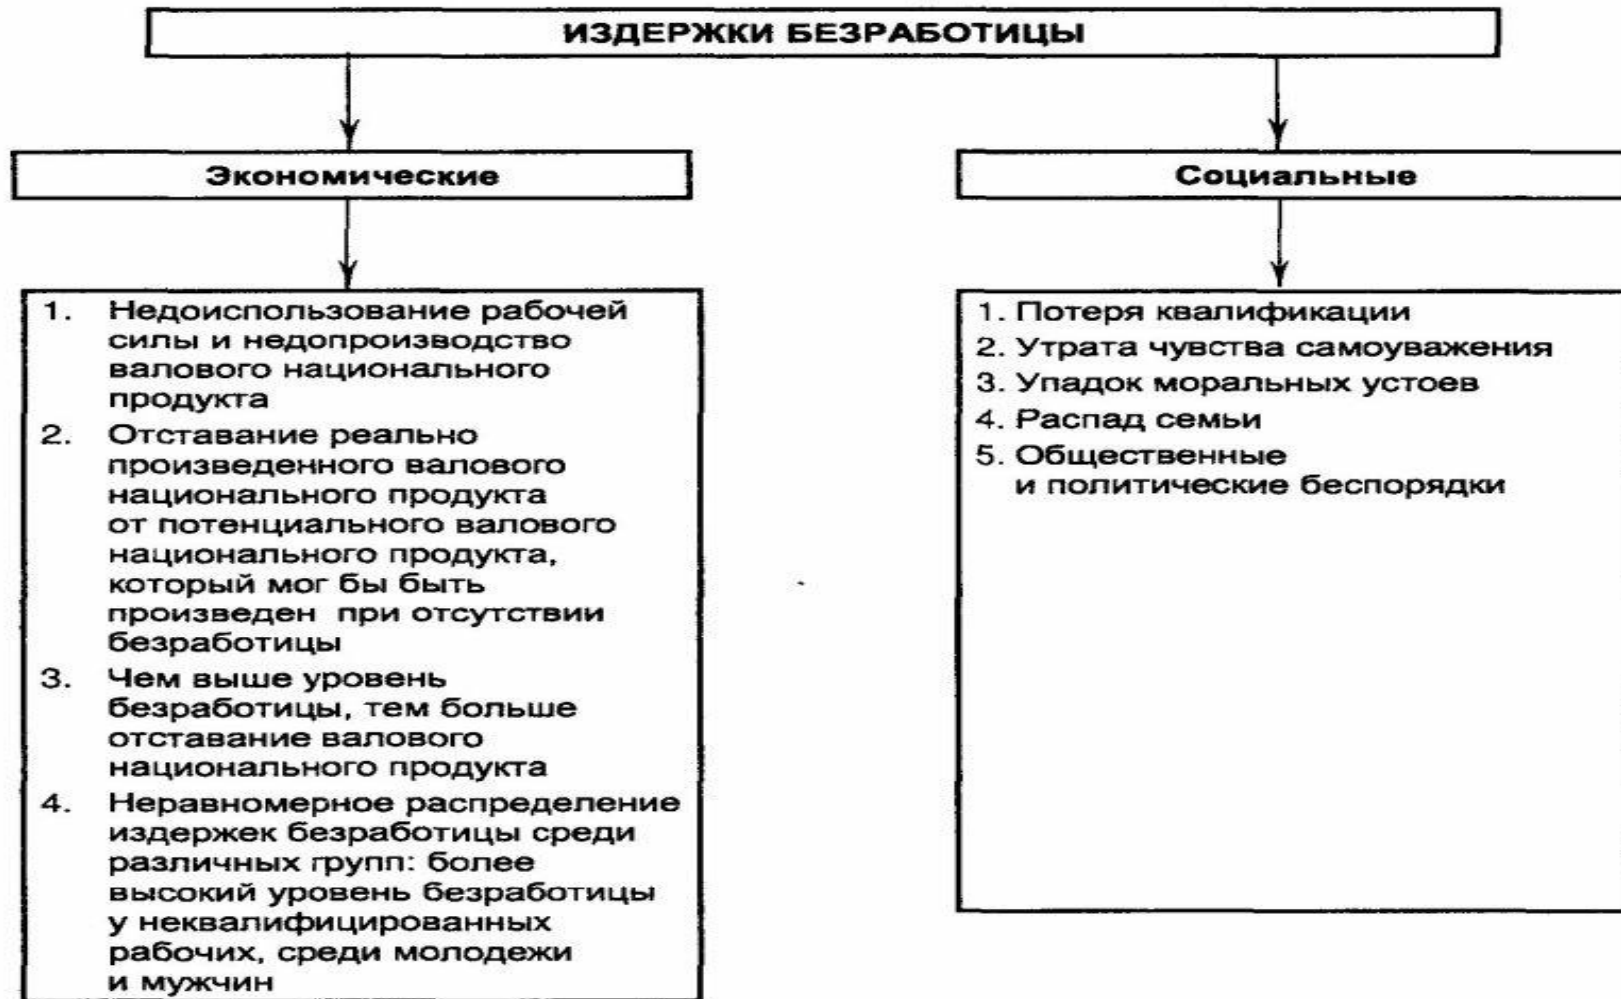 ИЗДЕРЖКИ БЕЗРАБОТИЦЫ
Экономические
1. Недоиспользование рабочей
силы и недопроизводство
валового национального
продукта
2. Отставание реально
произведенного валового
национального продукта
от потенциального валового
национального продукта,
который мог бы быть
произведен при отсутствии
безработицы
3. Чем выше уровень
безработицы, тем больше
отставание валового
национального продукта
4. Неравномерное распределение
издержек безработицы среди
различных групп: более
высокий уровень безработицы
у неквалифицированных
рабочих, среди молодежи
и мужчин
Социальные
1. Потеря квалификации
2. Утрата чувства самоуважения
3. Упадок моральных устоев
4. Распад семьи
5. Общественные
и политические беспорядки